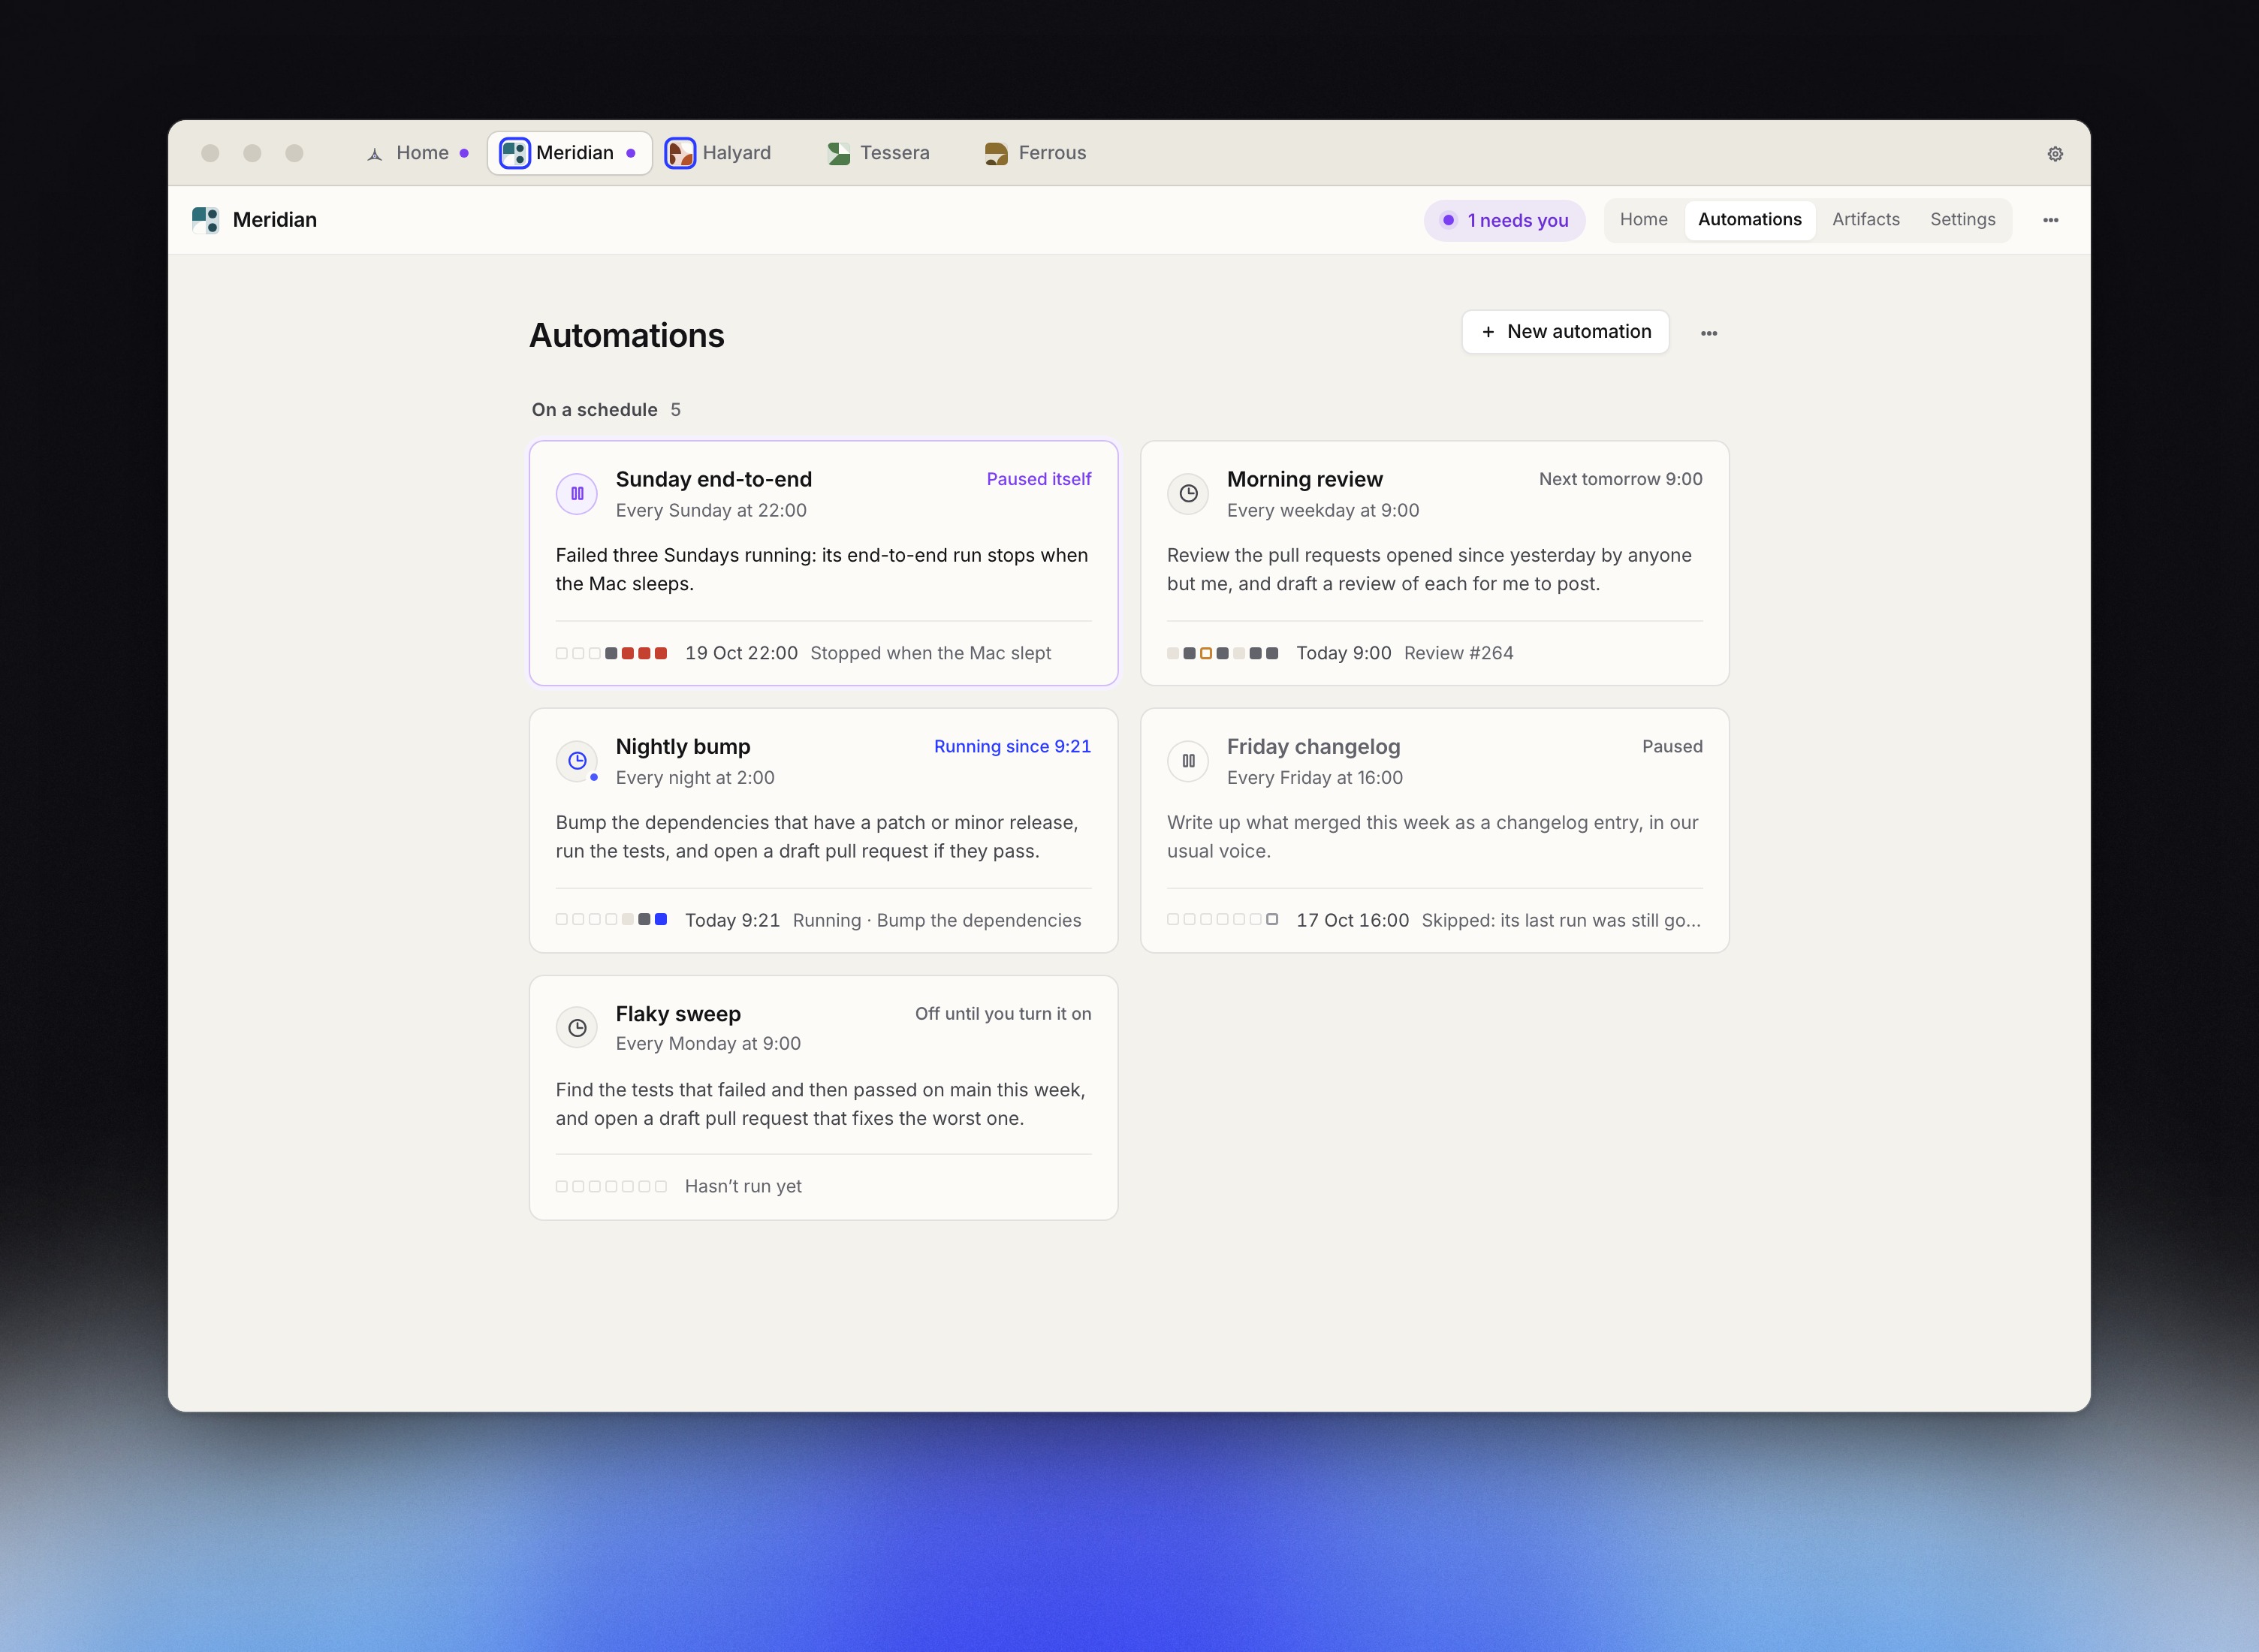 Home
Meridian
Halyard
Tessera
Ferrous
Meridian
1 needs you
Home
Automations
Artifacts
Settings
Automations
+ New automation
On a schedule 5
Sunday end-to-end
Paused itself
Every Sunday at 22:00
Failed three Sundays running: its end-to-end run stops when
the Mac sleeps.
19 Oct 22:00 Stopped when the Mac slept
Morning review
Next tomorrow 9:00
Every weekday at 9:00
Review the pull requests opened since yesterday by anyone
but me, and draft a review of each for me to post.
Today 9:00 Review #264
Nightly bump
Running since 9:21
Every night at 2:00
Bump the dependencies that have a patch or minor release,
run the tests, and open a draft pull request if they pass.
Today 9:21 Running · Bump the dependencies
Friday changelog
Paused
Every Friday at 16:00
Write up what merged this week as a changelog entry, in our
usual voice.
17 Oct 16:00 Skipped: its last run was still go...
Flaky sweep
Off until you turn it on
Every Monday at 9:00
Find the tests that failed and then passed on main this week,
and open a draft pull request that fixes the worst one.
Hasn’t run yet